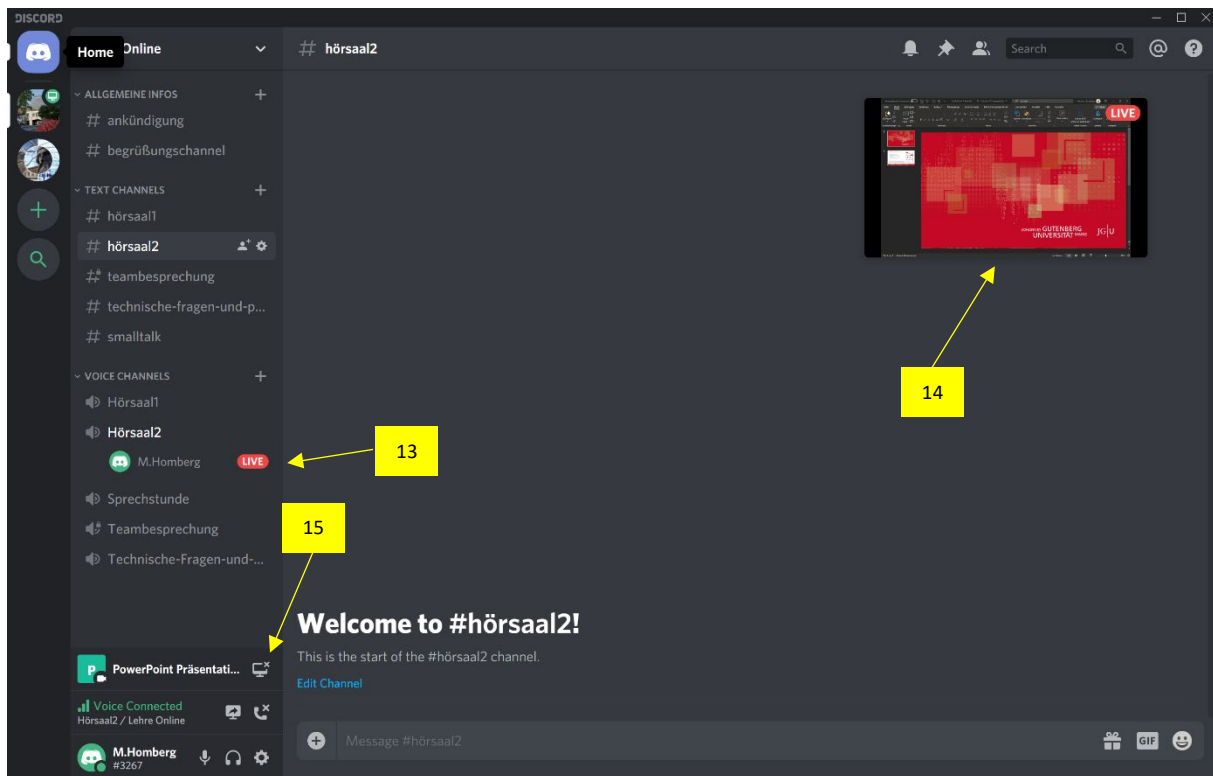 DISCORD
Home
Online
# hörsaal2
Search
ALLGEMEINE INFOS
# ankündigung
# begrüßungschannel
TEXT CHANNELS
# hörsaal1
# hörsaal2
# teambesprechung
# technische-fragen-und-p...
# smalltalk
VOICE CHANNELS
Hörsaal1
Hörsaal2
M.Homberg LIVE
Sprechstunde
Teambesprechung
Technische-Fragen-und-...
13
15
LIVE
GUTENBERG
UNIVERSITÄT
JG|U
14
Welcome to #hörsaal2!
This is the start of the #hörsaal2 channel.
Edit Channel
P PowerPoint Präsentati...
Voice Connected
Hörsaal2 / Lehre Online
M.Homberg
#3267
Message #hörsaal2
GIF